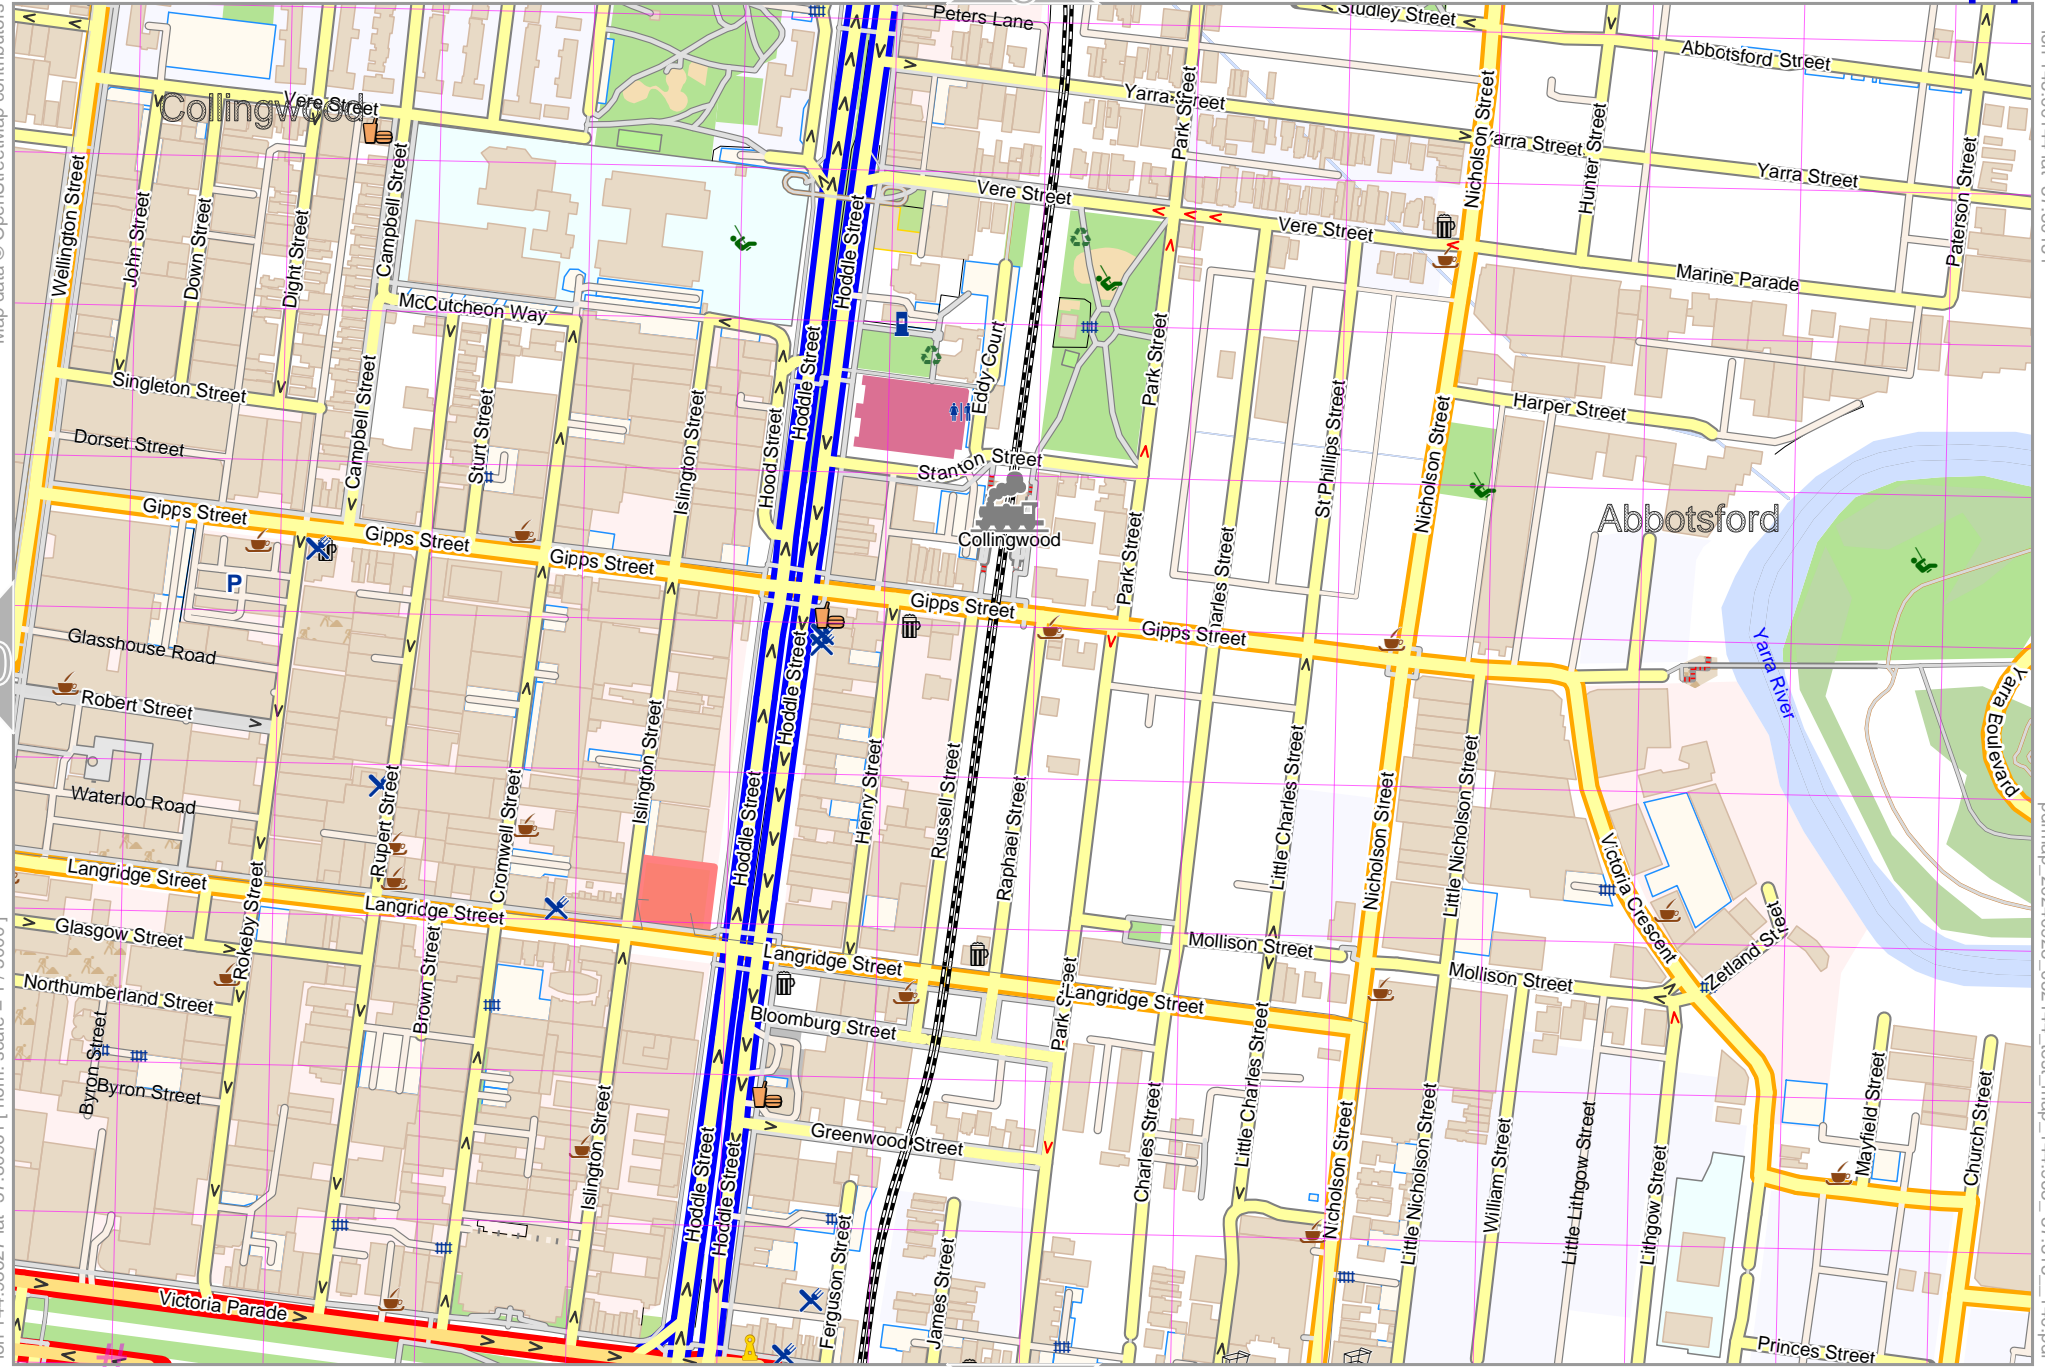 Peters Lane
Studley Street
Abbotsford Street
Vere Street
Collingwood
Yarra Street
Park Street
Nicholson Street
Yarra Street
Hunter Street
Yarra Street
Paterson Street
Wellington Street
John Street
Down Street
Dight Street
Campbell Street
Hoddle Street
Vere Street
Vere Street
Marine Parade
McCutcheon Way
Hoddle Street
Eddy Court
Park Street
Singleton Street
Campbell Street
Sturt Street
Islington Street
Hood Street
St Phillips Street
Nicholson Street
Harper Street
Dorset Street
Stanton Street
Gipps Street
Gipps Street
Gipps Street
P
Collingwood
Park Street
Abbotsford
Gipps Street
Gipps Street
Glasshouse Road
Robert Street
Hoddle Street
Yarra River
Yarra Boulevard
Islington Street
Waterloo Road
Rupert Street
Cromwell Street
Hoddle Street
Henry Street
Russell Street
Raphael Street
Little Charles Street
Nicholson Street
Little Nicholson Street
Victoria Crescent
Langridge Street
Langridge Street
Glasgow Street
Rokeby Street
Brown Street
Langridge Street
Mollison Street
Mollison Street
Zetland Street
Northumberland Street
Byron Street
Byron Street
Bloomburg Street
Park Street
Langridge Street
Greenwood Street
Islington Street
Hoddle Street
Hoddle Street
Charles Street
Little Charles Street
Nicholson Street
Little Nicholson Street
William Street
Little Lithgow Street
Lithgow Street
Mayfield Street
Church Street
Victoria Parade
Ferguson Street
James Street
Princes Street